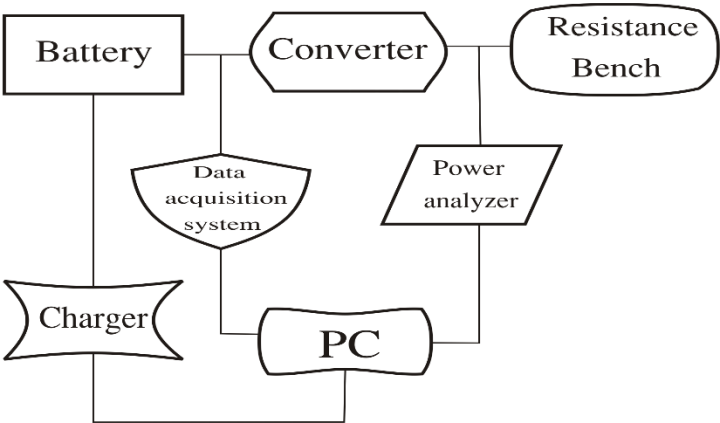 Battery
Converter
Resistance
Bench
Data
acquisition
system
Power
analyzer
Charger
PC